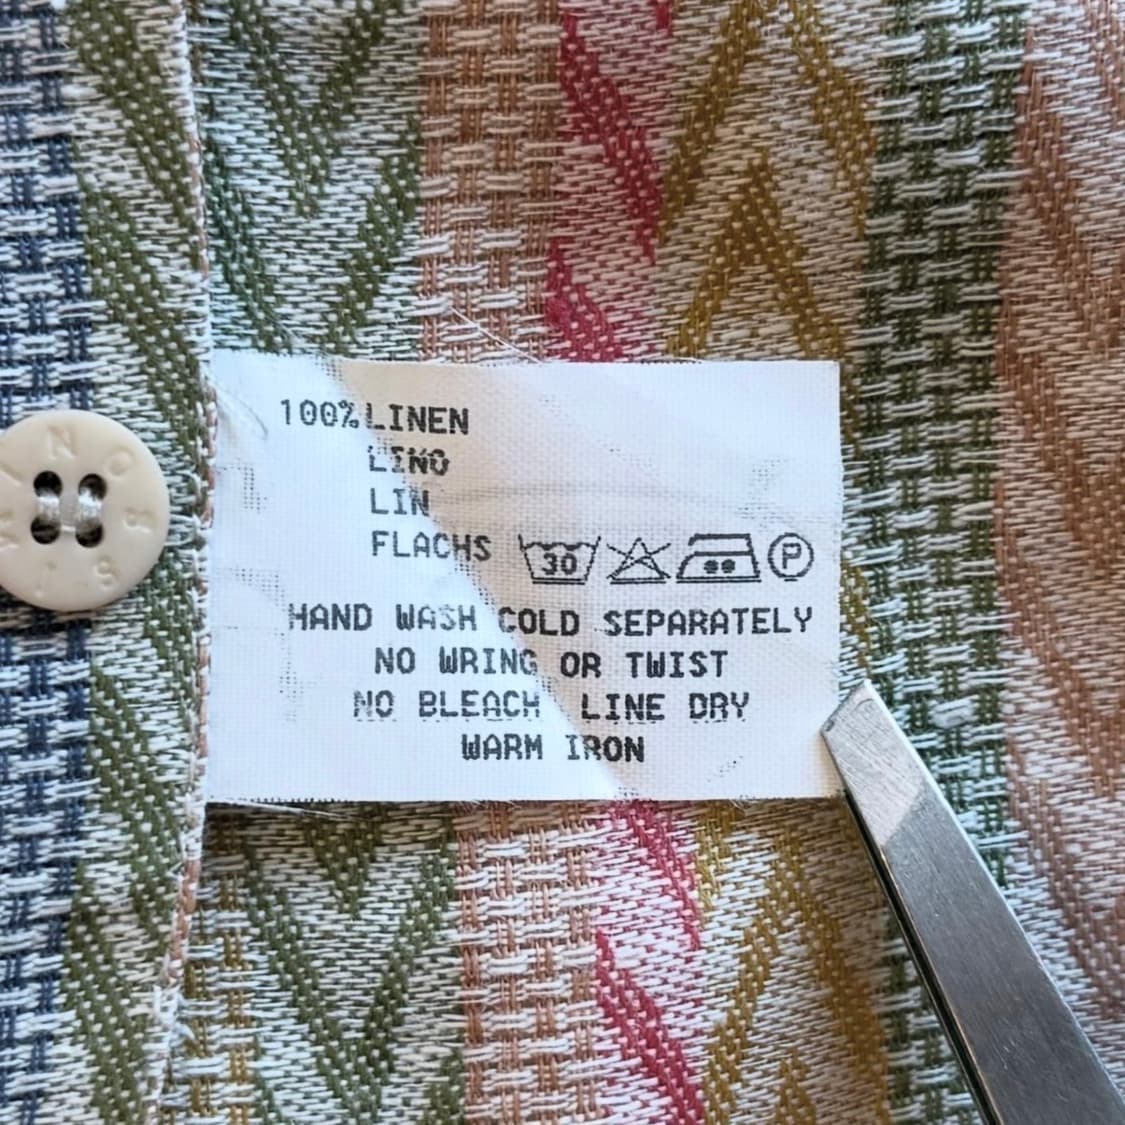 100% LINEN
LINO
LIN
FLACHS 30 P
HAND WASH COLD SEPARATELY
NO WRING OR TWIST
NO BLEACH LINE DRY
WARM IRON